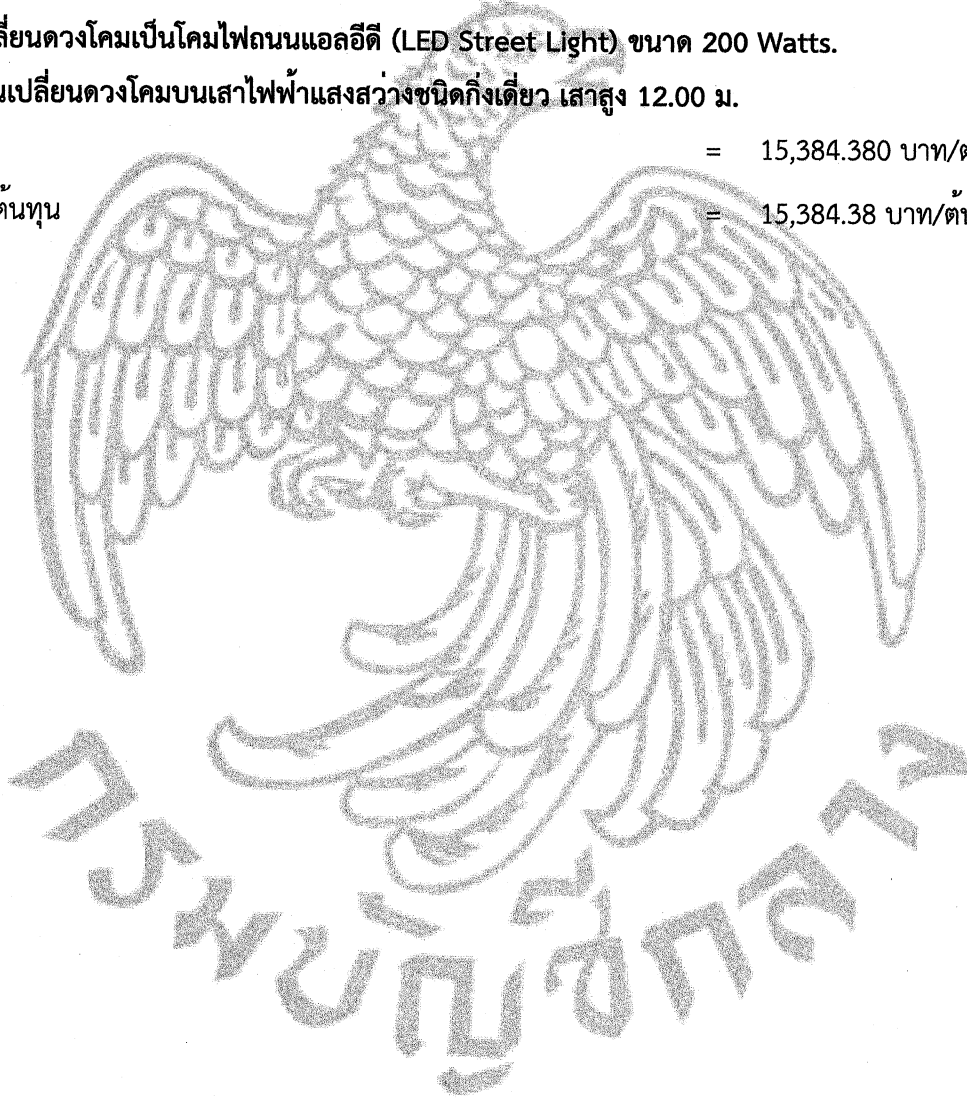 ลี่ยนดวงโคมเป็นโคมไฟถนนแอลอีดี (LED Street Light) ขนาด 200 Watts.
นเปลี่ยนดวงโคมบนเสาไฟฟ้าแสงสว่างชนิดกิ่งเดี่ยว เสาสูง 12.00 ม.
= 15,384.380 บาท/ต
ต้นทุน = 15,384.38 บาท/ต้น
กรมบัญชีกลาง